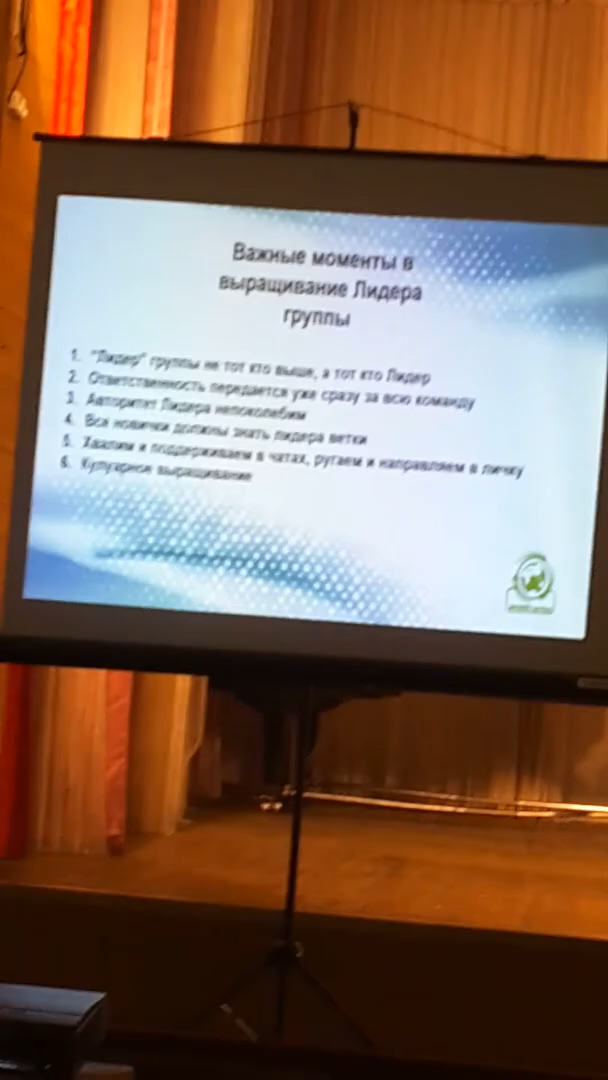 Важные моменты в
выращивание Лидера
группы
1. "Лидер" группы не тот кто выше, а тот кто Лидер
2. Ответственность передается уже сразу за всю команду
3. Авторитет Лидера непоколебим
4. Все новички должны знать лидера ветки
5. Хвалим и поддерживаем в чатах, ругаем и направляем в личку
6. Кулуарное выращивание